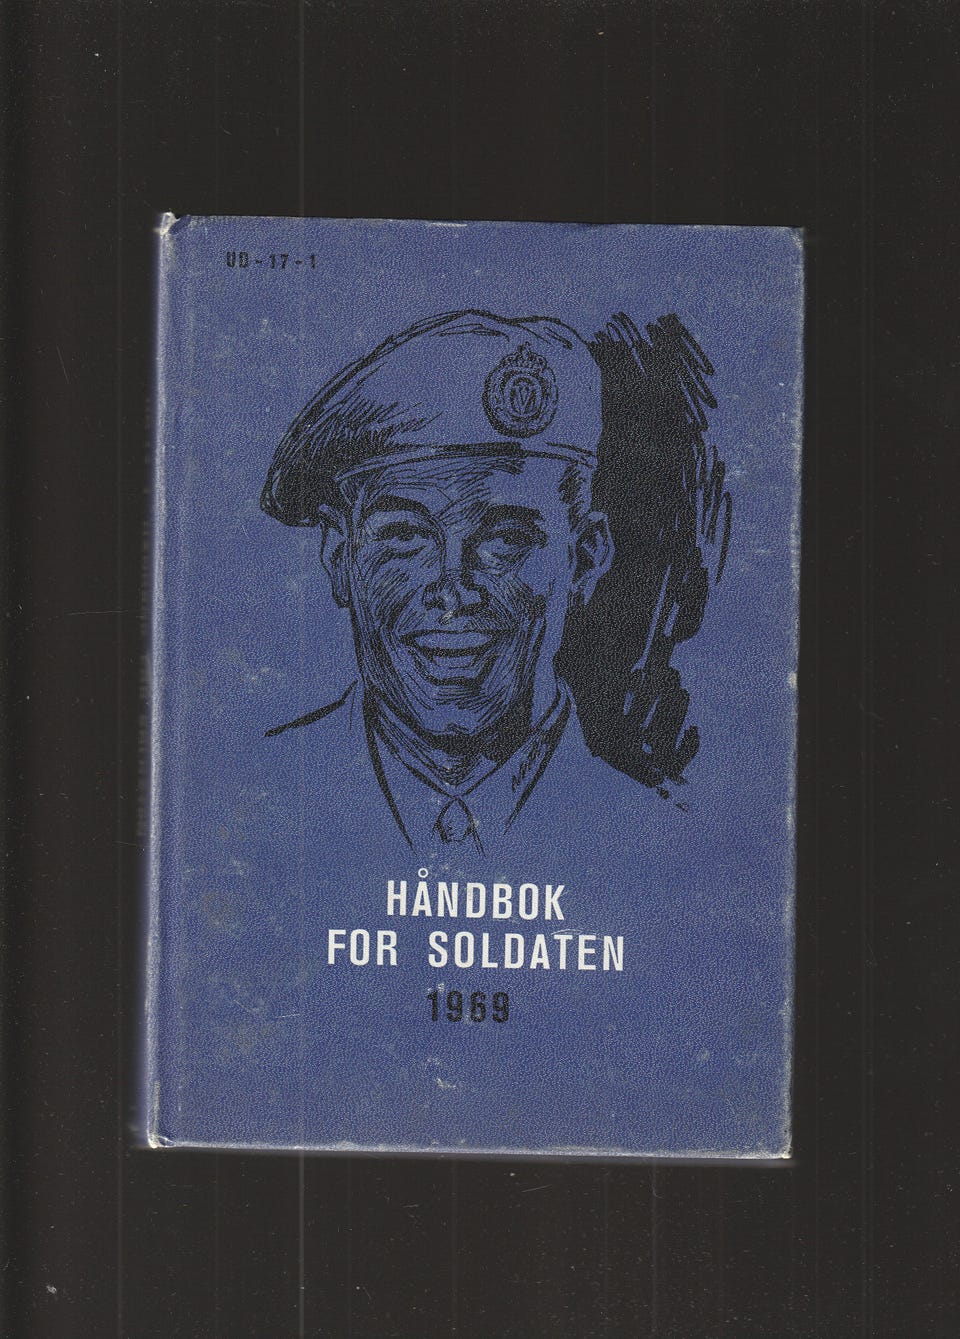 UD-17-1
HÅNDBOK
FOR SOLDATEN
1969